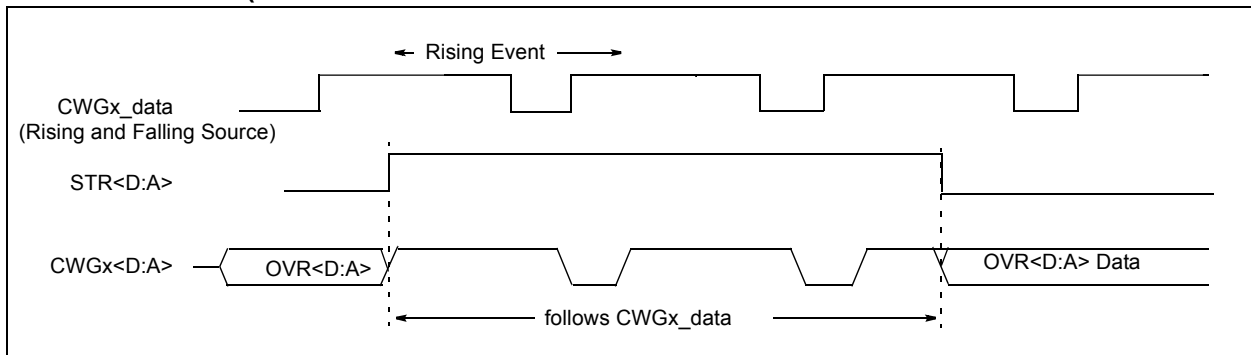 Rising Event
CWGx_data
(Rising and Falling Source)
STR<D:A>
CWGx<D:A>
OVR<D:A>
OVR<D:A> Data
follows CWGx_data